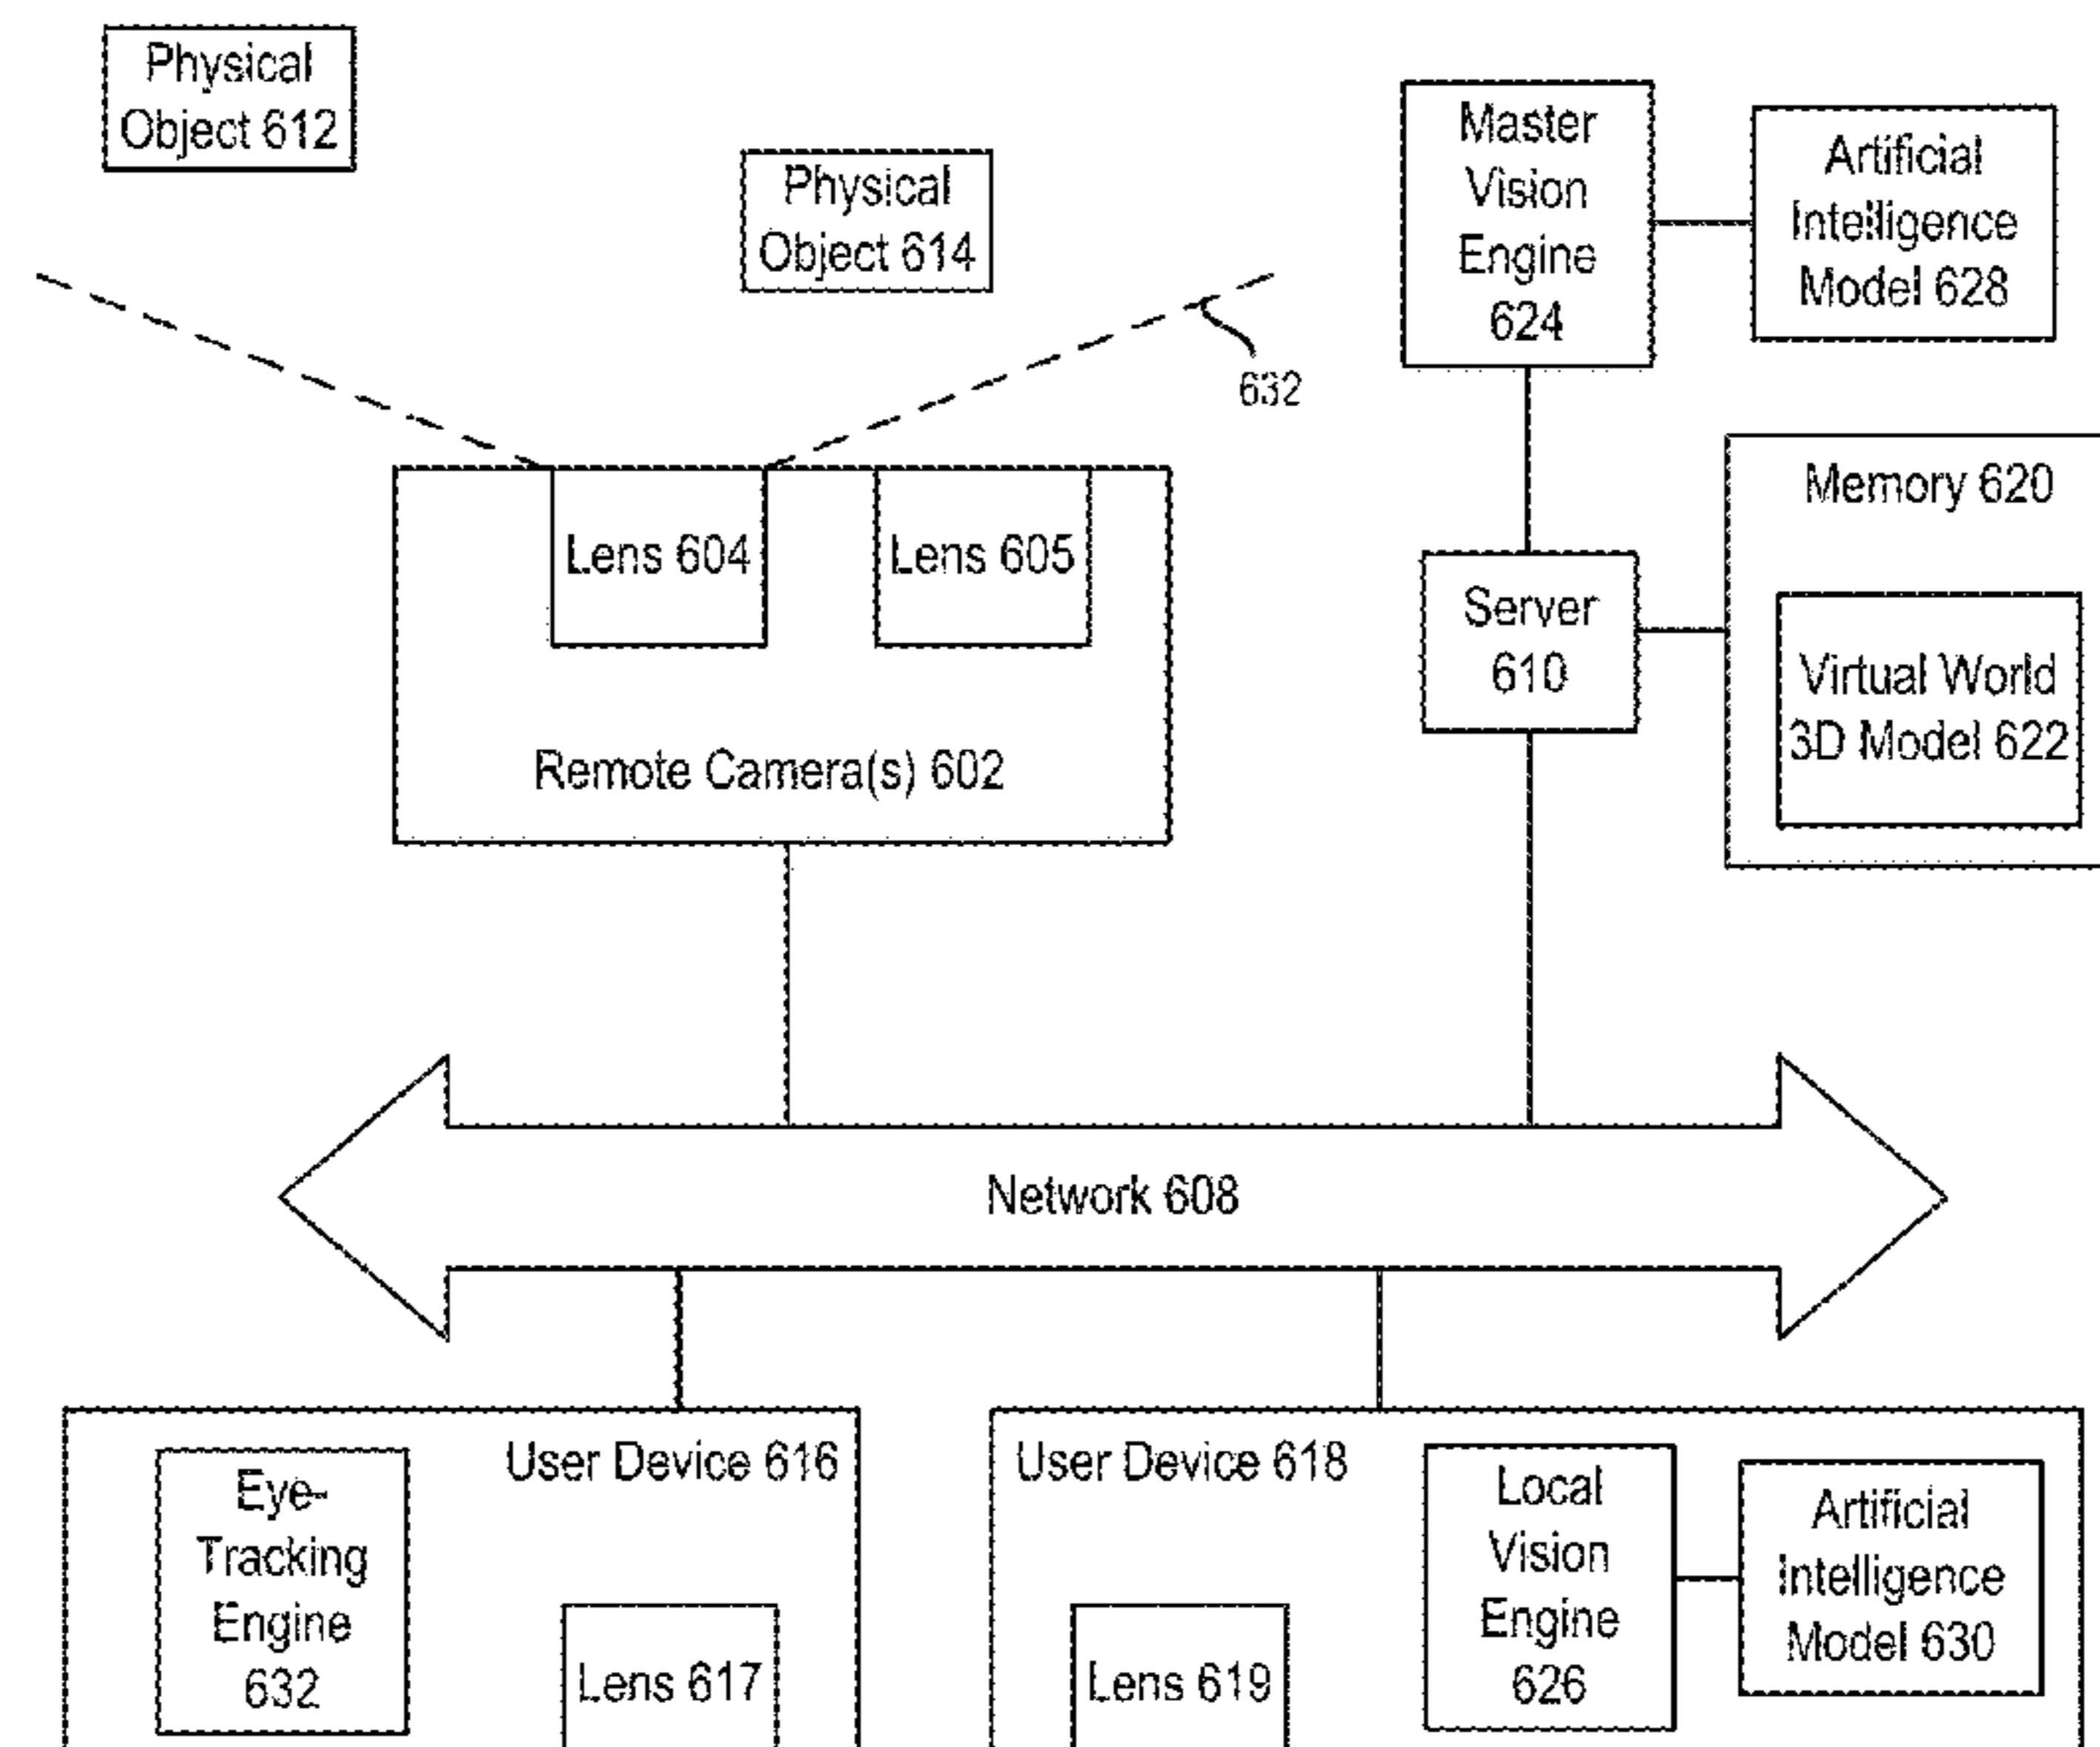 Physical
Object 612
Physical
Object 614
Master
Vision
Engine
624
Artificial
Intelligence
Model 628
632
Memory 620
Lens 604
Lens 605
Server
610
Virtual World
3D Model 622
Remote Camera(s) 602
Network 608
Eye-
Tracking
Engine
632
User Device 616
Lens 617
User Device 618
Lens 619
Local
Vision
Engine
626
Artificial
Intelligence
Model 630